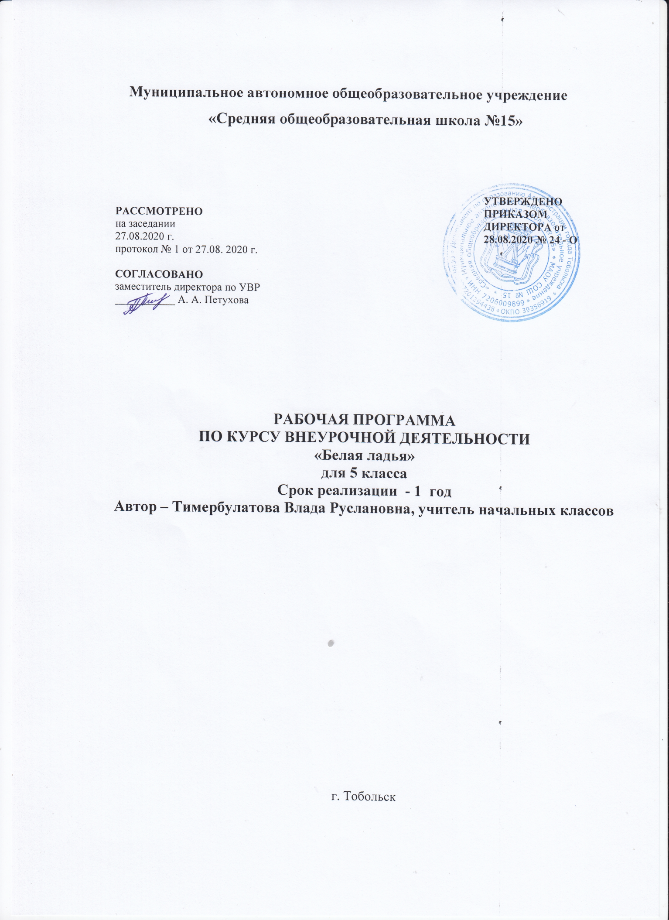 Муниципальное автономное общеобразовательное учреждение
«Средняя общеобразовательная школа №15»
РАССМОТРЕНО
на заседании
27.08.2020 г.
протокол № 1 от 27.08. 2020 г.
СОГЛАСОВАНО
заместитель директора по УВР
____________ А. А. Петухова
УТВЕРЖДЕНО
ПРИКАЗОМ
ДИРЕКТОРА от
28.08.2020 № 24 - О
РАБОЧАЯ ПРОГРАММА
ПО КУРСУ ВНЕУРОЧНОЙ ДЕЯТЕЛЬНОСТИ
«Белая ладья»
для 5 класса
Срок реализации - 1 год
Автор – Тимербулатова Влада Руслановна, учитель начальных классов
г. Тобольск